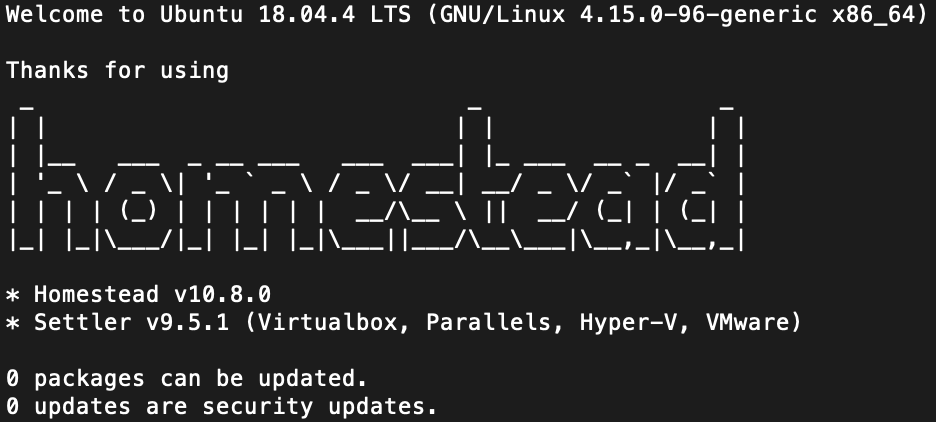 Welcome to Ubuntu 18.04.4 LTS (GNU/Linux 4.15.0-96-generic x86_64)
Thanks for using
homestead
* Homestead v10.8.0
* Settler v9.5.1 (Virtualbox, Parallels, Hyper-V, VMware)
0 packages can be updated.
0 updates are security updates.